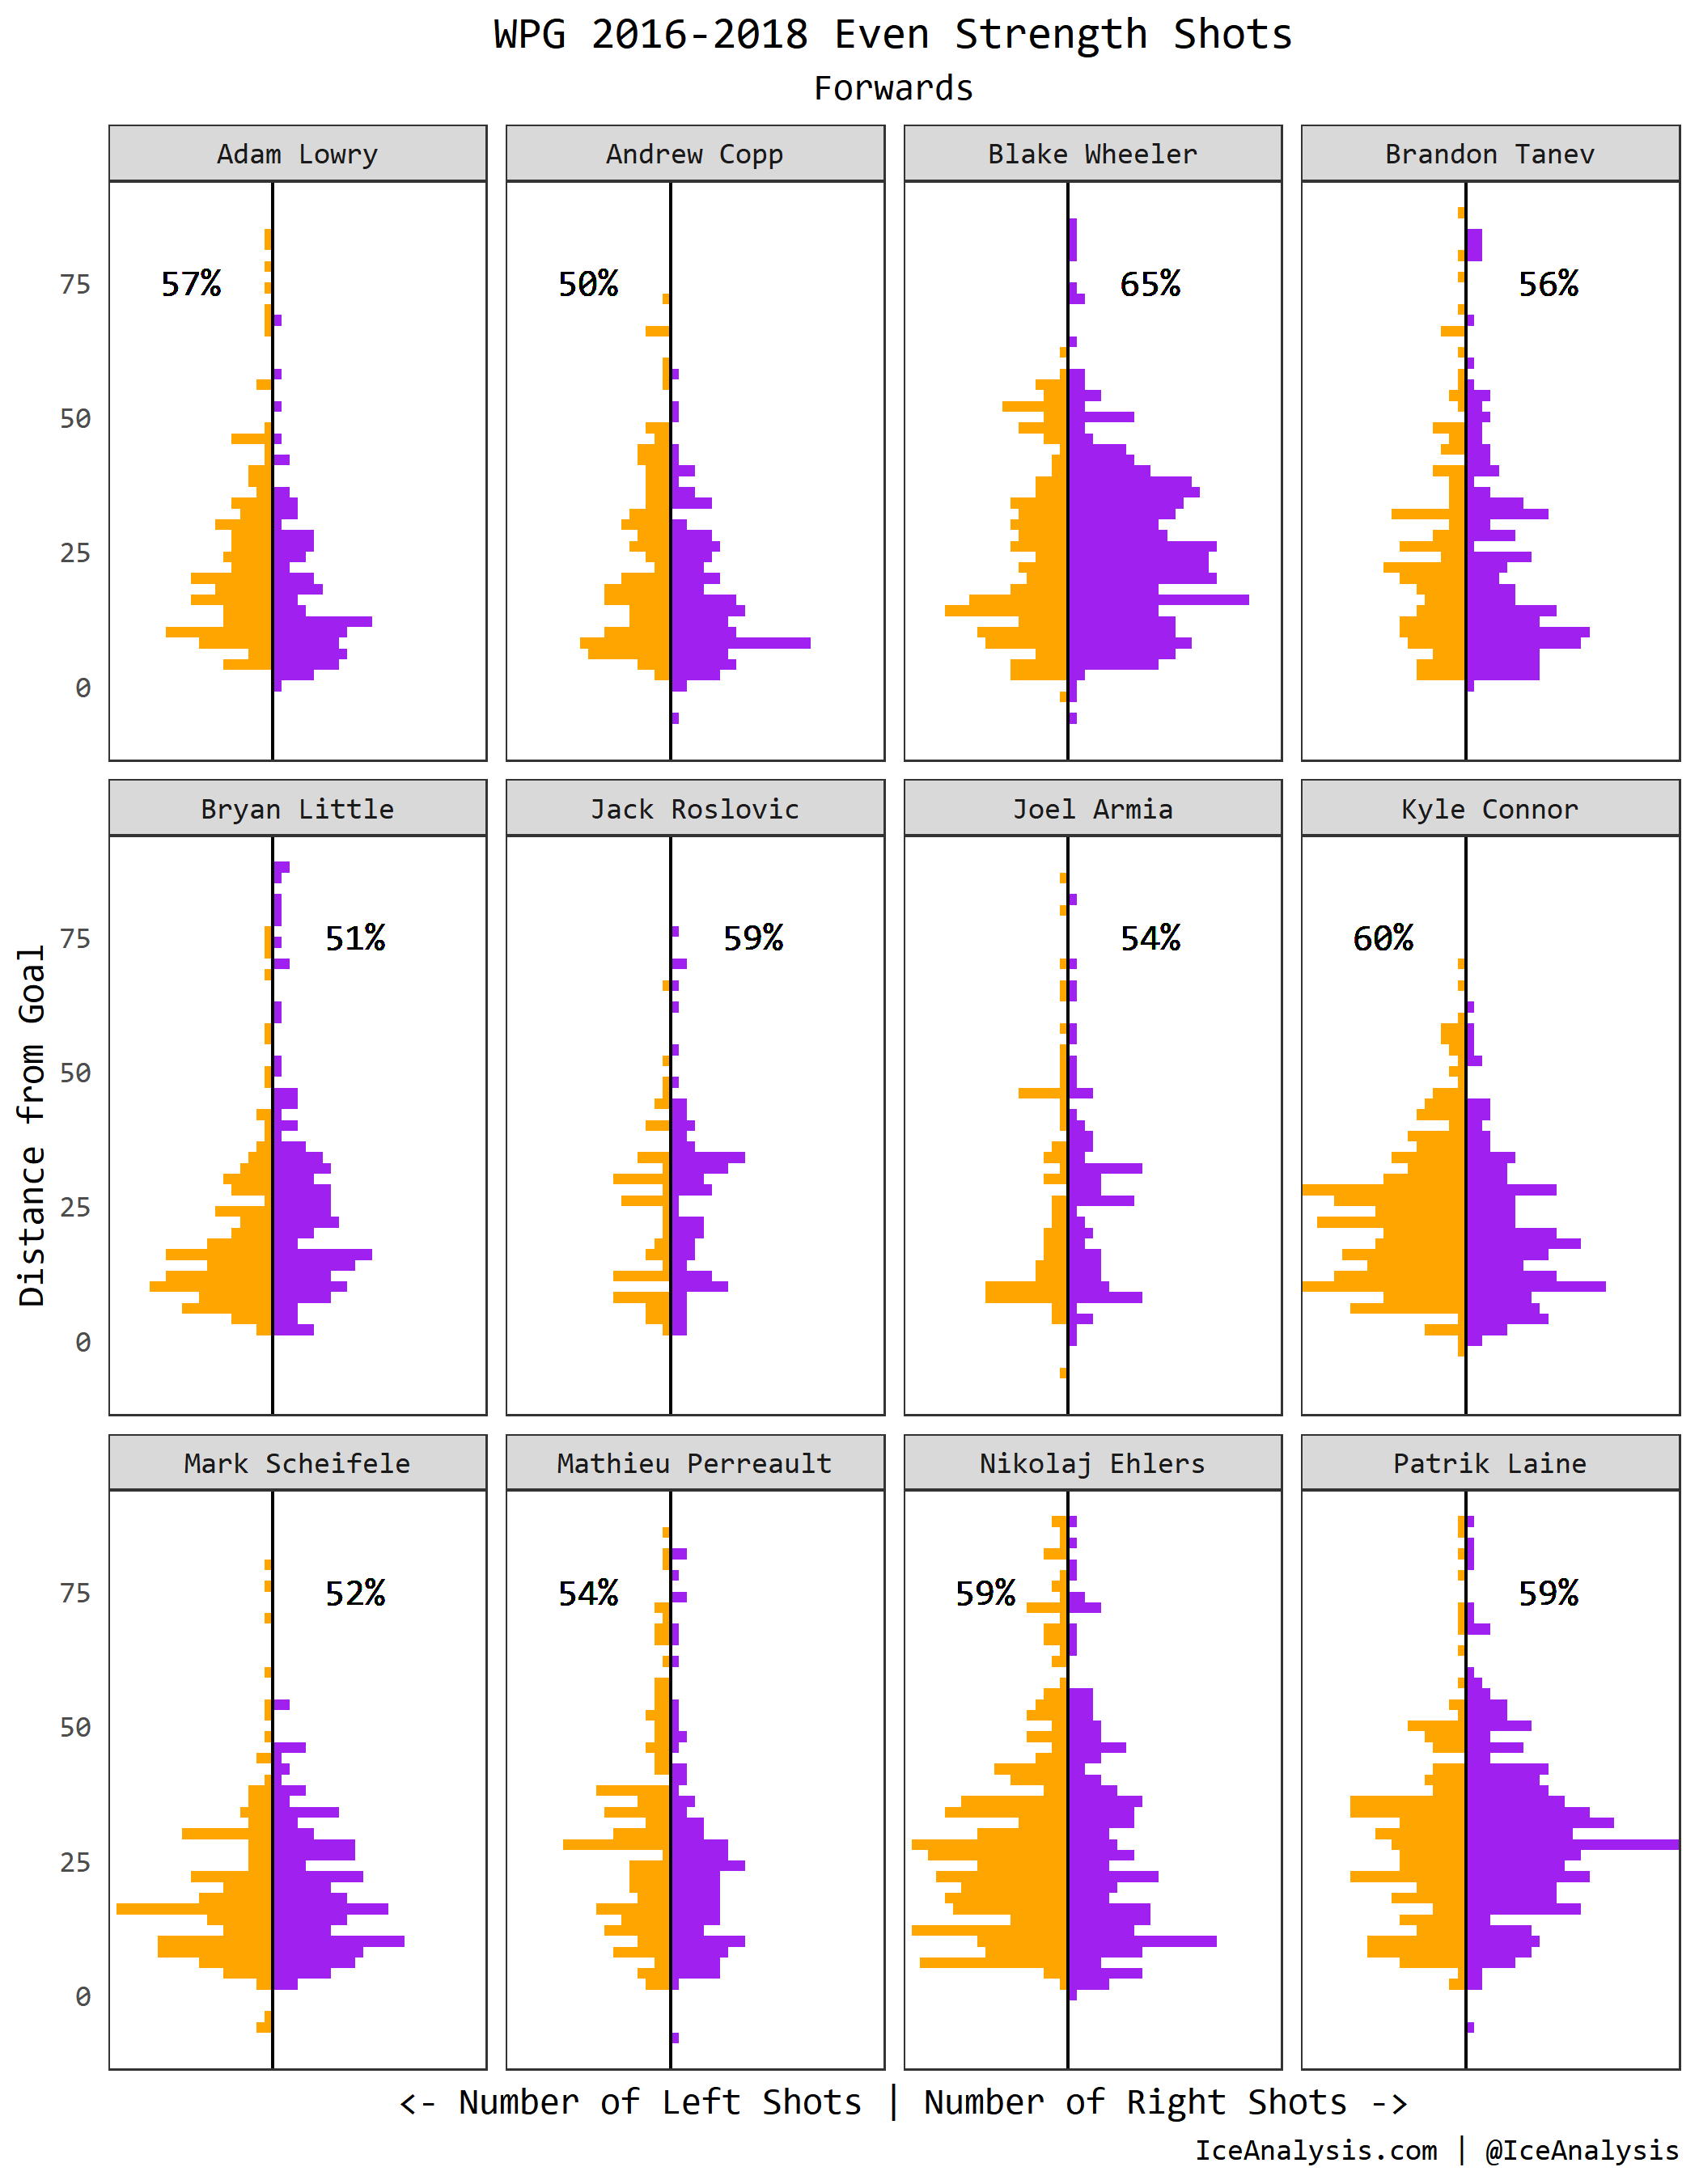 WPG 2016-2018 Even Strength Shots
Forwards
Adam Lowry
Andrew Copp
Blake Wheeler
Brandon Tanev
75
57%
50%
65%
56%
50
25
0
Bryan Little
Jack Roslovic
Joel Armia
Kyle Connor
75
51%
59%
54%
60%
50
25
0
Distance from Goal
Mark Scheifele
Mathieu Perreault
Nikolaj Ehlers
Patrik Laine
75
52%
54%
59%
59%
50
25
0
<- Number of Left Shots | Number of Right Shots ->
IceAnalysis.com | @IceAnalysis